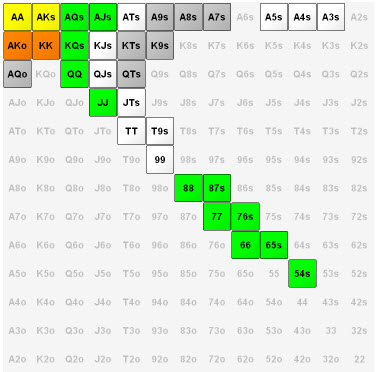 AA AKs AQs AJs ATs A9s A8s A7s A6s A5s A4s A3s A2s
AKo KK KQs KJs KTs K9s K8s K7s K6s K5s K4s K3s K2s
AQo KQo QQ QJs QTs Q9s Q8s Q7s Q6s Q5s Q4s Q3s Q2s
AJo KJo QJo JJ JTs J9s J8s J7s J6s J5s J4s J3s J2s
ATo KTo QTo JTo TT T9s T8s T7s T6s T5s T4s T3s T2s
A9o K9o Q9o J9o T9o 99 98s 97s 96s 95s 94s 93s 92s
A8o K8o Q8o J8o T8o 98o 88 87s 86s 85s 84s 83s 82s
A7o K7o Q7o J7o T7o 97o 87o 77 76s 75s 74s 73s 72s
A6o K6o Q6o J6o T6o 96o 86o 76o 66 65s 64s 63s 62s
A5o K5o Q5o J5o T5o 95o 85o 75o 65o 55 54s 53s 52s
A4o K4o Q4o J4o T4o 94o 84o 74o 64o 54o 44 43s 42s
A3o K3o Q3o J3o T3o 93o 83o 73o 63o 53o 43o 33 32s
A2o K2o Q2o J2o T2o 92o 82o 72o 62o 52o 42o 32o 22